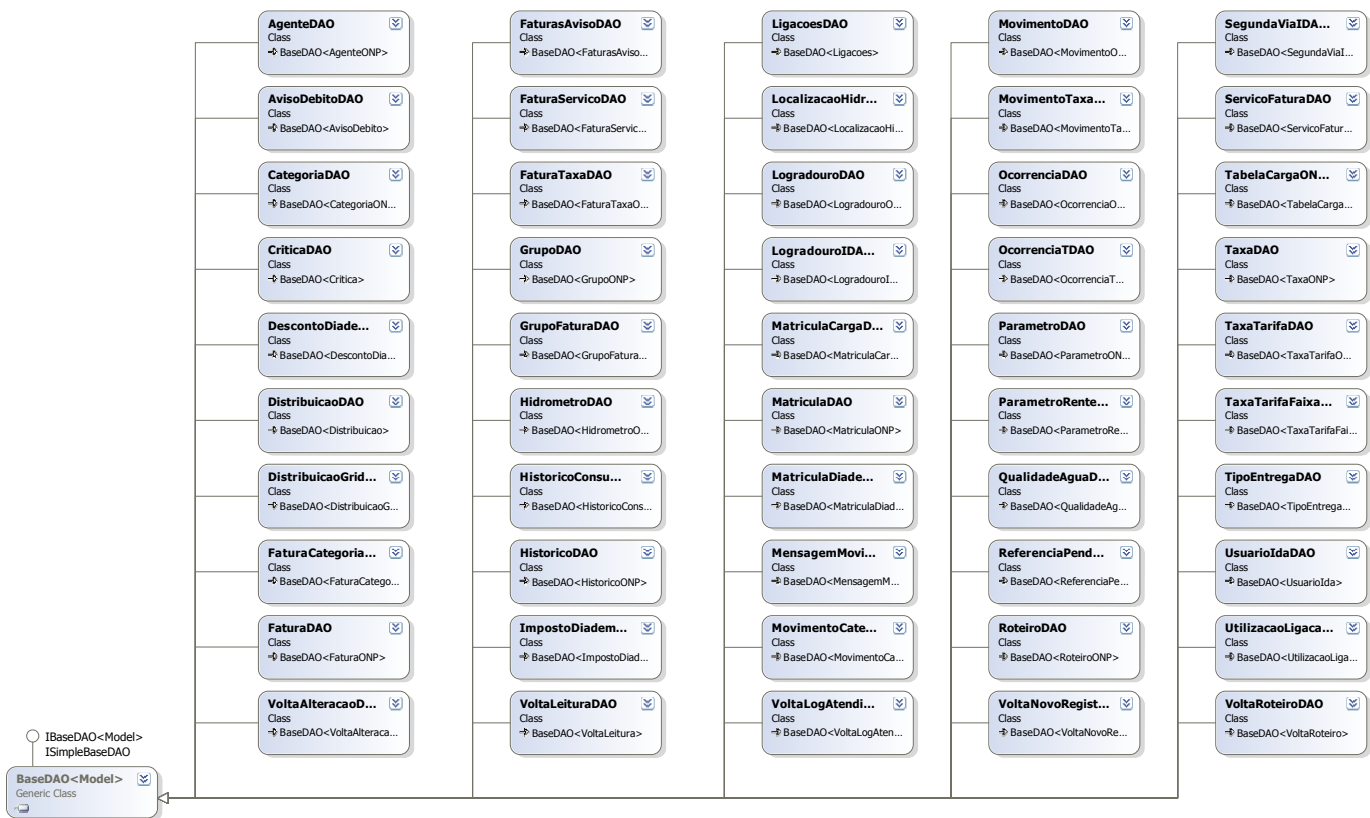 AgenteDAO
Class
BaseDAO<AgenteONP>
AvisoDebitoDAO
Class
BaseDAO<AvisoDebito>
CategoriaDAO
Class
BaseDAO<CategoriaON...
CriticaDAO
Class
BaseDAO<Critica>
DescontoDiade...
Class
BaseDAO<DescontoDia...
DistribuicaoDAO
Class
BaseDAO<Distribuicao>
DistribuicaoGrid...
Class
BaseDAO<DistribuicaoG...
FaturaCategoria...
Class
BaseDAO<FaturaCatego...
FaturaDAO
Class
BaseDAO<FaturaONP>
VoltaAlteracaoD...
Class
BaseDAO<VoltaAlteraca...
FaturasAvisoDAO
Class
BaseDAO<FaturasAviso...
FaturaServicoDAO
Class
BaseDAO<FaturaServic...
FaturaTaxaDAO
Class
BaseDAO<FaturaTaxaO...
GrupoDAO
Class
BaseDAO<GrupoONP>
GrupoFaturaDAO
Class
BaseDAO<GrupoFatura...
HidrometroDAO
Class
BaseDAO<HidrometroO...
HistoricoConsu...
Class
BaseDAO<HistoricoCons...
HistoricoDAO
Class
BaseDAO<HistoricoONP>
ImpostoDiadem...
Class
BaseDAO<ImpostoDiad...
VoltaLeituraDAO
Class
BaseDAO<VoltaLeitura>
LigacoesDAO
Class
BaseDAO<Ligacoes>
LocalizacaoHidr...
Class
BaseDAO<LocalizacaoHi...
LogradouroDAO
Class
BaseDAO<LogradouroO...
LogradouroIDA...
Class
BaseDAO<LogradouroI...
MatriculaCargaD...
Class
BaseDAO<MatriculaCar...
MatriculaDAO
Class
BaseDAO<MatriculaONP>
MatriculaDiade...
Class
BaseDAO<MatriculaDiad...
MensagemMovi...
Class
BaseDAO<MensagemM...
MovimentoCate...
Class
BaseDAO<MovimentoCa...
VoltaLogAtendi...
Class
BaseDAO<VoltaLogAten...
MovimentoDAO
Class
BaseDAO<MovimentoO...
MovimentoTaxa...
Class
BaseDAO<MovimentoTa...
OcorrenciaDAO
Class
BaseDAO<OcorrenciaO...
OcorrenciaTDAO
Class
BaseDAO<OcorrenciaT...
ParametroDAO
Class
BaseDAO<ParametroON...
ParametroRente...
Class
BaseDAO<ParametroRe...
QualidadeAguaD...
Class
BaseDAO<QualidadeAg...
ReferenciaPend...
Class
BaseDAO<ReferenciaPe...
RoteiroDAO
Class
BaseDAO<RoteiroONP>
VoltaNovoRegist...
Class
BaseDAO<VoltaNovoRe...
SegundaViaIDA...
Class
BaseDAO<SegundaViaI...
ServicoFaturaDAO
Class
BaseDAO<ServicoFatur...
TabelaCargaON...
Class
BaseDAO<TabelaCarga...
TaxaDAO
Class
BaseDAO<TaxaONP>
TaxaTarifaDAO
Class
BaseDAO<TaxaTarifaO...
TaxaTarifaFaixa...
Class
BaseDAO<TaxaTarifaFai...
TipoEntregaDAO
Class
BaseDAO<TipoEntrega...
UsuarioIdaDAO
Class
BaseDAO<UsuarioIda>
UtilizacaoLigaca...
Class
BaseDAO<UtilizacaoLiga...
VoltaRoteiroDAO
Class
BaseDAO<VoltaRoteiro>
IBaseDAO<Model>
ISimpleBaseDAO
BaseDAO<Model>
Generic Class